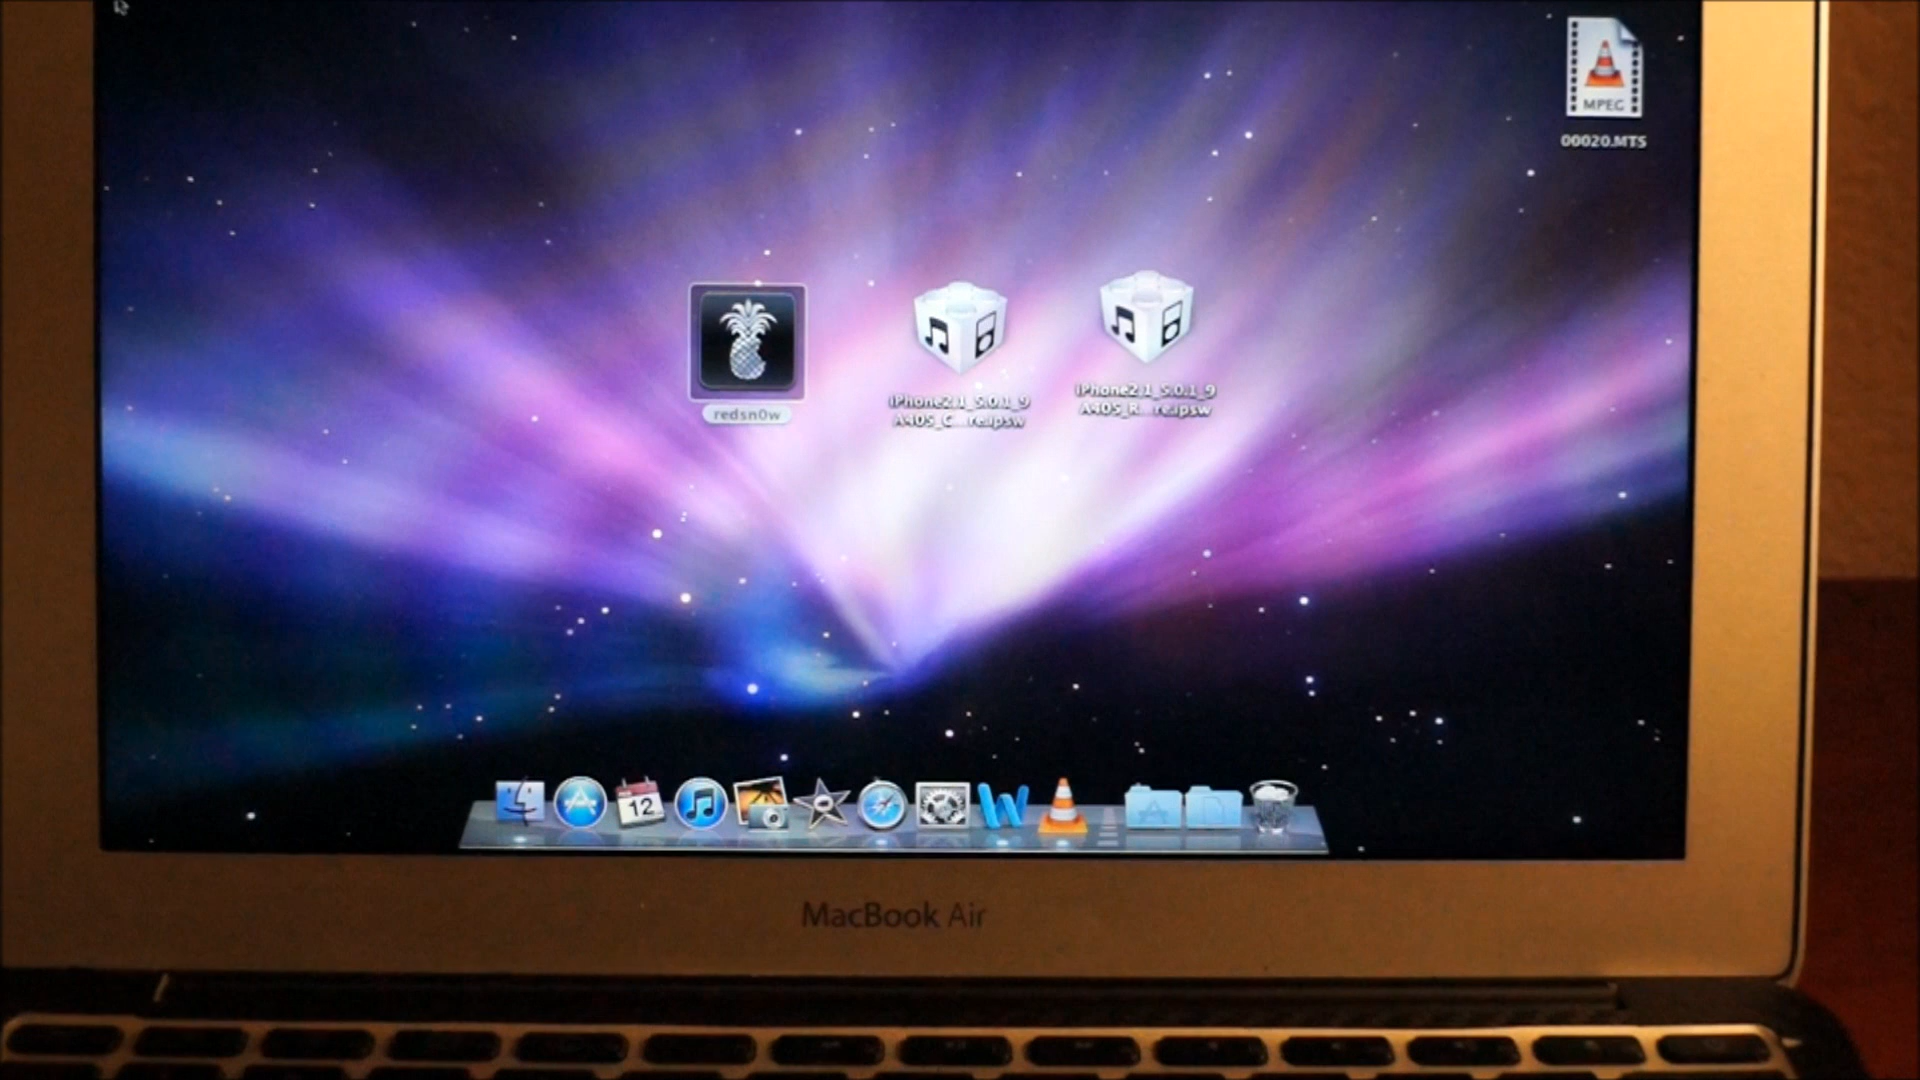 MPEG
00020.MTS
redsn0w
iPhone2,1_5.0.1_9
A405_C...re.ipsw
iPhone2,1_5.0.1_9
A405_R...re.ipsw
12
MacBook Air